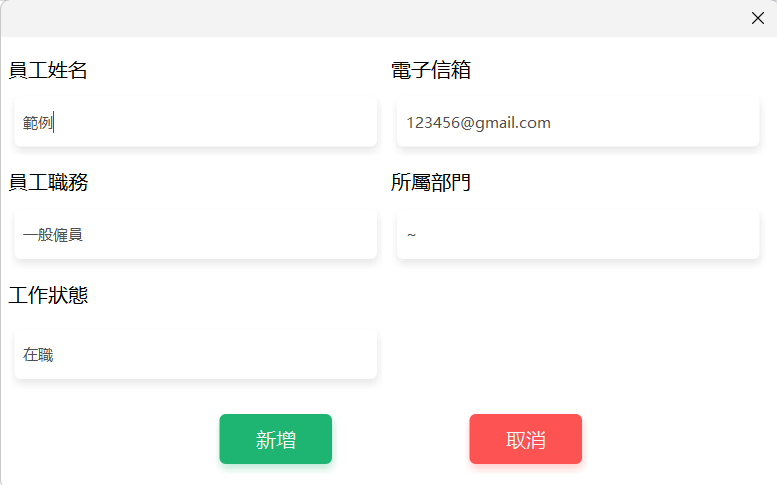 員工姓名
電子信箱
範例
123456@gmail.com
員工職務
所屬部門
一般僱員
~
工作狀態
在職
新增
取消